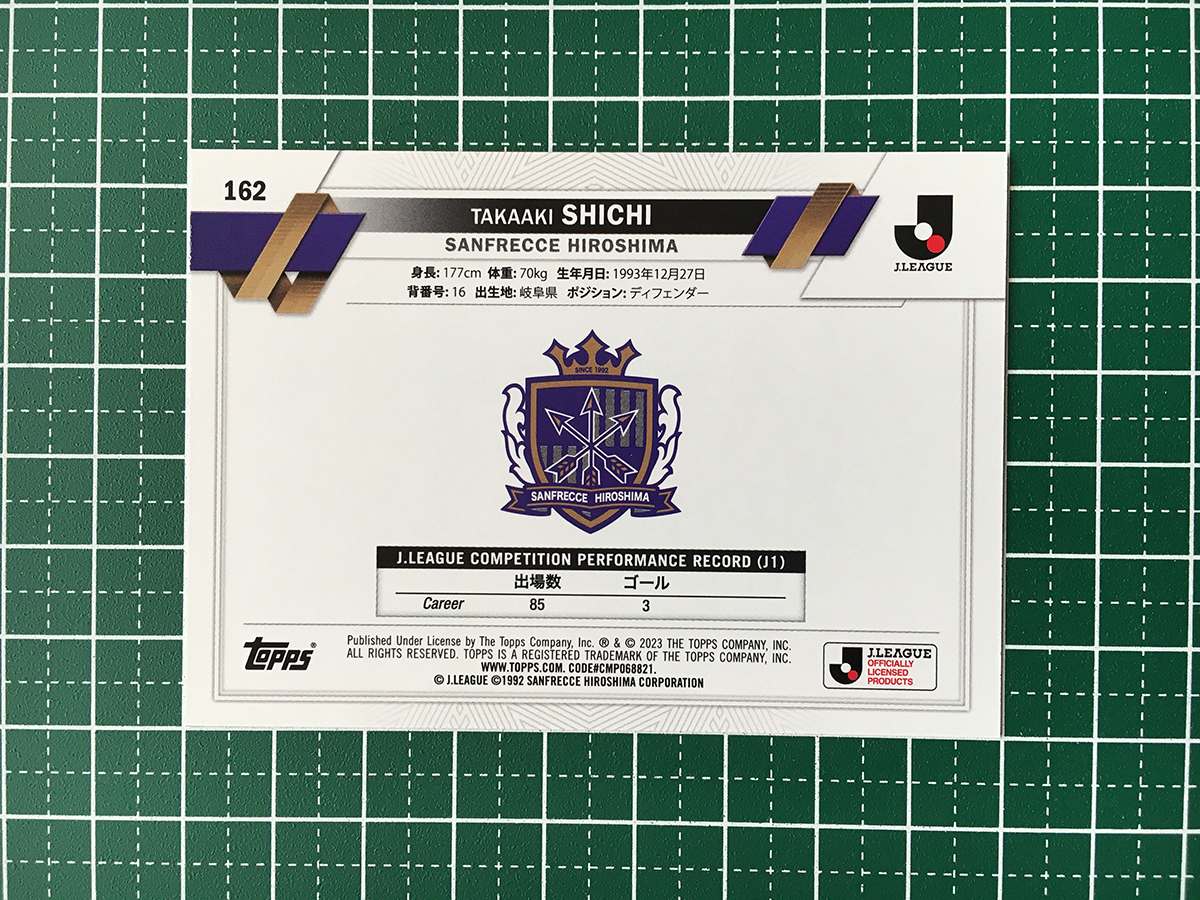 162
TAKAAKI SHICHI
SANFRECCE HIROSHIMA
J.LEAGUE
身長: 177cm 体重: 70kg 生年月日: 1993年12月27日
背番号: 16 出生地: 岐阜県 ポジション: ディフェンダー
SINCE 1992
SANFRECCE HIROSHIMA
J.LEAGUE COMPETITION PERFORMANCE RECORD (J1)
出場数 ゴール
Career 85 3
topps®
Published Under License by The Topps Company, Inc. ® & © 2023 THE TOPPS COMPANY, INC.
ALL RIGHTS RESERVED. TOPPS IS A REGISTERED TRADEMARK OF THE TOPPS COMPANY, INC.
WWW.TOPPS.COM. CODE#CMP068821.
© J.LEAGUE ©1992 SANFRECCE HIROSHIMA CORPORATION
J.LEAGUE
OFFICIALLY
LICENSED
PRODUCTS